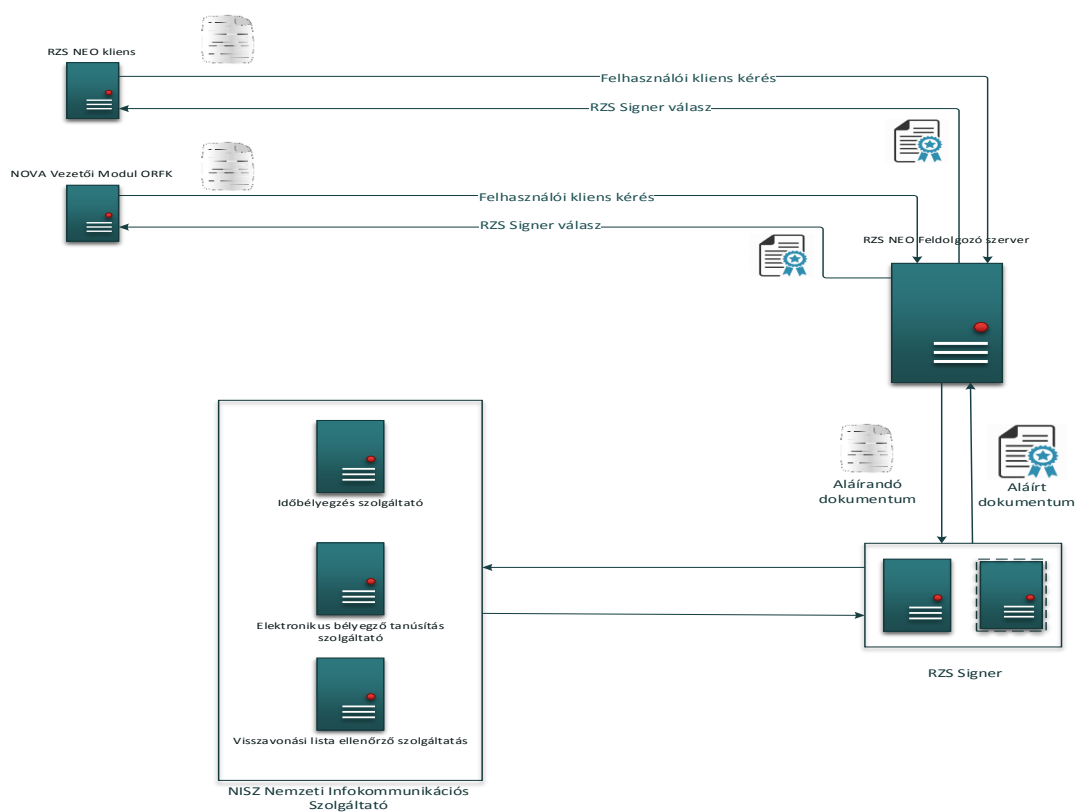 RZS NEO kliens
Felhasználói kliens kérés
RZS Signer válasz
NOVA Vezetői Modul ORFK
Felhasználói kliens kérés
RZS Signer válasz
RZS NEO Feldolgozó szerver
Aláírandó
dokumentum
Aláírt
dokumentum
Időbélyegzés szolgáltató
Elektronikus bélyegző tanúsítás
szolgáltató
Visszavonási lista ellenőrző szolgáltatás
RZS Signer
NISZ Nemzeti Infokommunikációs
Szolgáltató